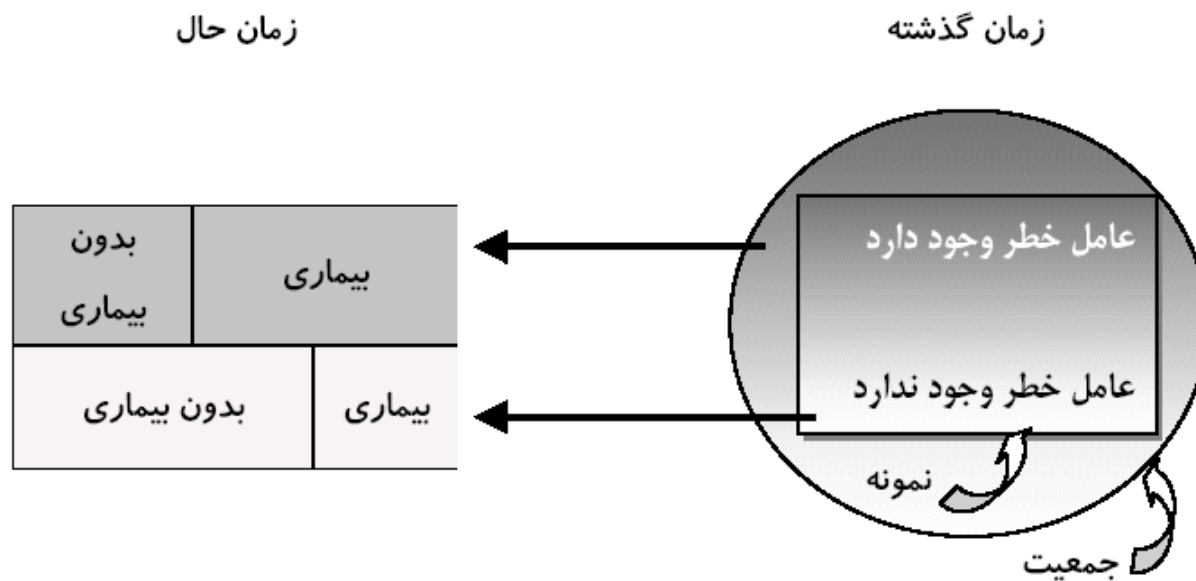 زمان گذشته
زمان حال
عامل خطر وجود دارد
عامل خطر وجود ندارد
نمونه
جمعیت
بیماری
بدون
بیماری
بیماری
بدون بیماری